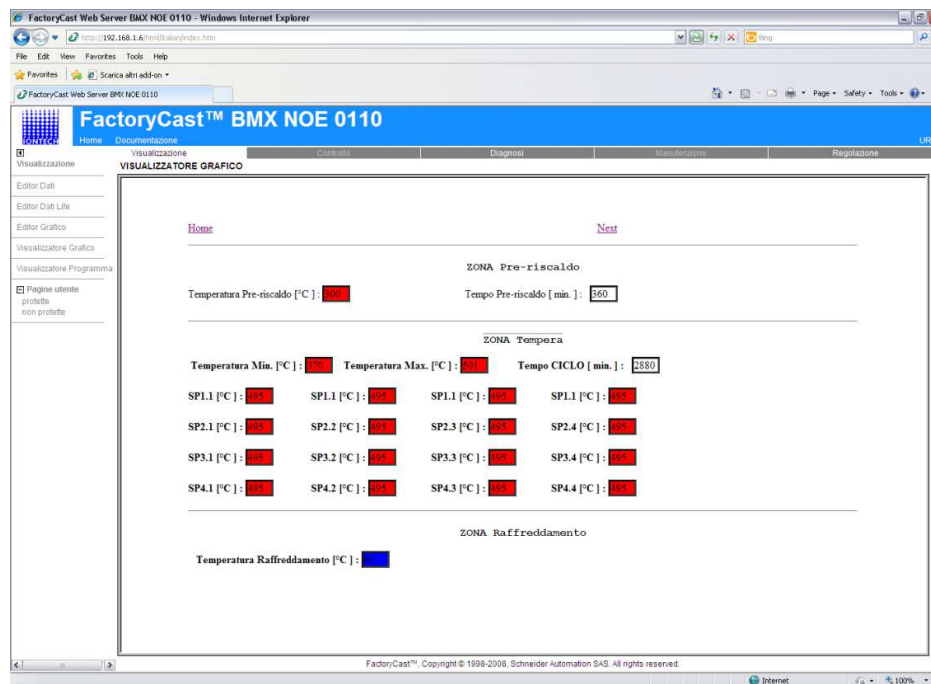 FactoryCast Web Server BMX NOE 0110 - Windows Internet Explorer
http://192.168.1.6/html/italian/index.htm
Bing
File Edit View Favorites Tools Help
Favorites Scarica altri add-on
FactoryCast Web Server BMX NOE 0110
Page Safety Tools
IONTECH
FactoryCast™ BMX NOE 0110
Home Documentazione UR
Visualizzazione Controllo Diagnosi Manutenzione Regolazione
Visualizzazione
VISUALIZZATORE GRAFICO
Editor Dati
Editor Dati Lite
Editor Grafico
Visualizzatore Grafico
Visualizzatore Programma
Pagine utente
protette
non protette
Home Next
ZONA Pre-riscaldo
Temperatura Pre-riscaldo [°C ] : 300 Tempo Pre-riscaldo [ min. ] : 360
ZONA Tempera
Temperatura Min. [°C ] : 370 Temperatura Max. [°C ] : 501 Tempo CICLO [ min. ] : 2880
SP1.1 [°C ] : 495 SP1.1 [°C ] : 495 SP1.1 [°C ] : 495 SP1.1 [°C ] : 495
SP2.1 [°C ] : 495 SP2.2 [°C ] : 495 SP2.3 [°C ] : 495 SP2.4 [°C ] : 495
SP3.1 [°C ] : 495 SP3.2 [°C ] : 495 SP3.3 [°C ] : 495 SP3.4 [°C ] : 495
SP4.1 [°C ] : 495 SP4.2 [°C ] : 495 SP4.3 [°C ] : 495 SP4.4 [°C ] : 495
ZONA Raffreddamento
Temperatura Raffreddamento [°C ] :
FactoryCast™, Copyright © 1998-2008, Schneider Automation SAS. All rights reserved.
Internet 100%